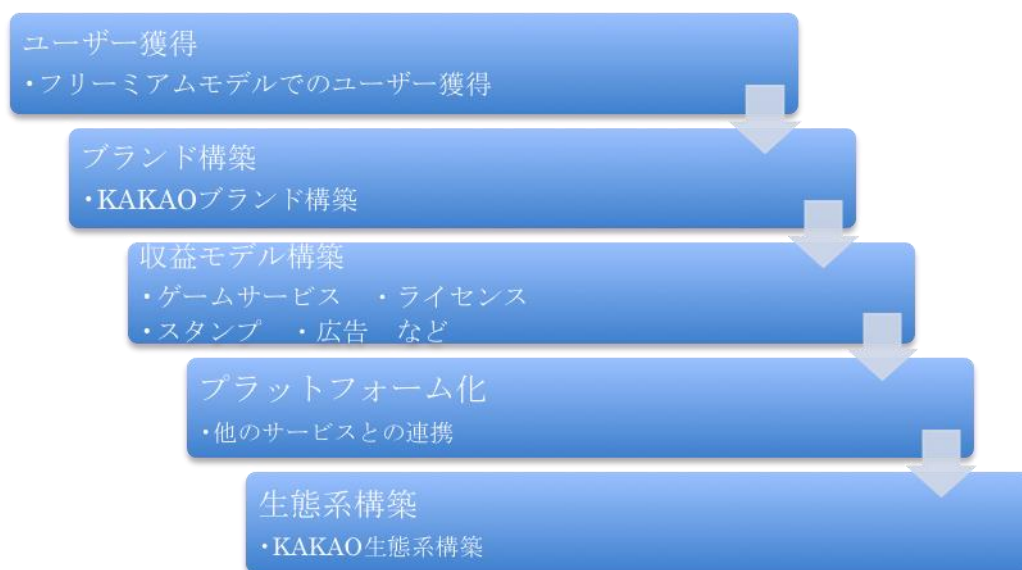 ユーザー獲得
・フリーミアムモデルでのユーザー獲得
ブランド構築
・KAKAOブランド構築
収益モデル構築
・ゲームサービス　・ライセンス
・スタンプ　・広告　など
プラットフォーム化
・他のサービスとの連携
生態系構築
・KAKAO生態系構築